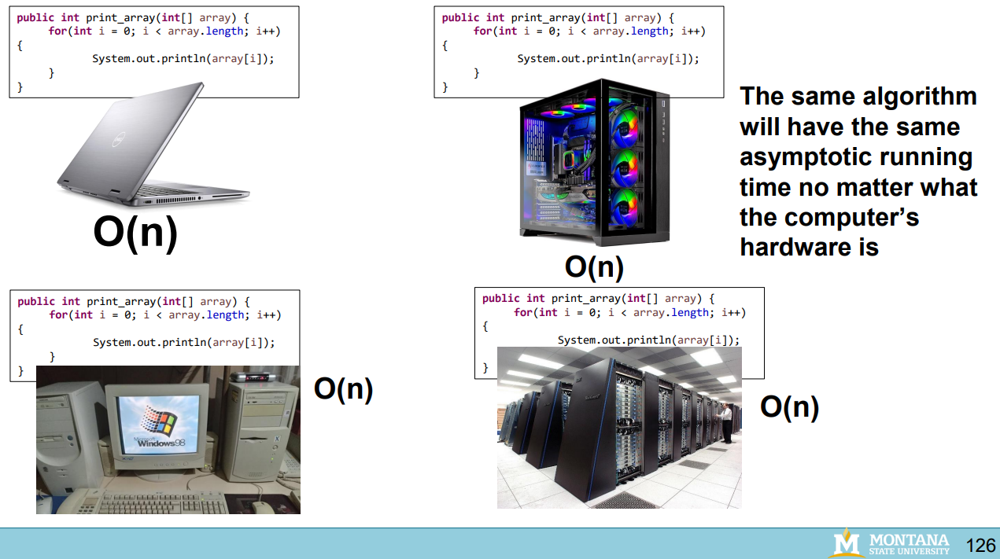 public int print_array(int[] array) {
for(int i = 0; i < array.length; i++)
{
System.out.println(array[i]);
}
}
DELL
O(n)
public int print_array(int[] array) {
for(int i = 0; i < array.length; i++)
{
System.out.println(array[i]);
}
}
O(n)
The same algorithm
will have the same
asymptotic running
time no matter what
the computer’s
hardware is
public int print_array(int[] array) {
for(int i = 0; i < array.length; i++)
{
System.out.println(array[i]);
}
}
Microsoft
Windows98
O(n)
public int print_array(int[] array) {
for(int i = 0; i < array.length; i++)
{
System.out.println(array[i]);
}
O(n)
M MONTANA
STATE UNIVERSITY
126